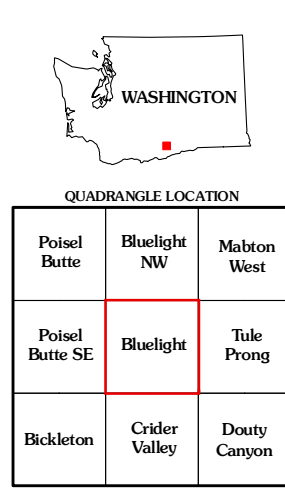 WASHINGTON
QUADRANGLE LOCATION
Poisel
Butte
Bluelight
NW
Mabton
West
Poisel
Butte SE
Bluelight
Tule
Prong
Bickleton
Crider
Valley
Douty
Canyon